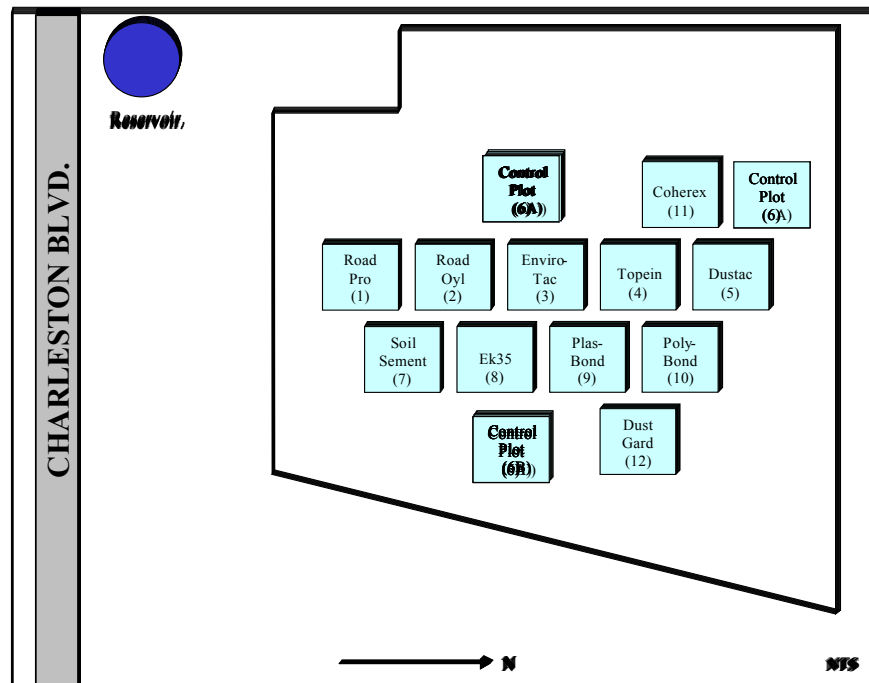 CHARLESTON BLVD.
Reservoir.
Control
Plot
(6A)
Coherex
(11)
Control
Plot
(6A)
Road
Pro
(1)
Road
Oyl
(2)
Enviro-
Tac
(3)
Topein
(4)
Dustac
(5)
Soil
Sement
(7)
Ek35
(8)
Plas-
Bond
(9)
Poly-
Bond
(10)
Control
Plot
Dust
Gard
(12)
N
NTS